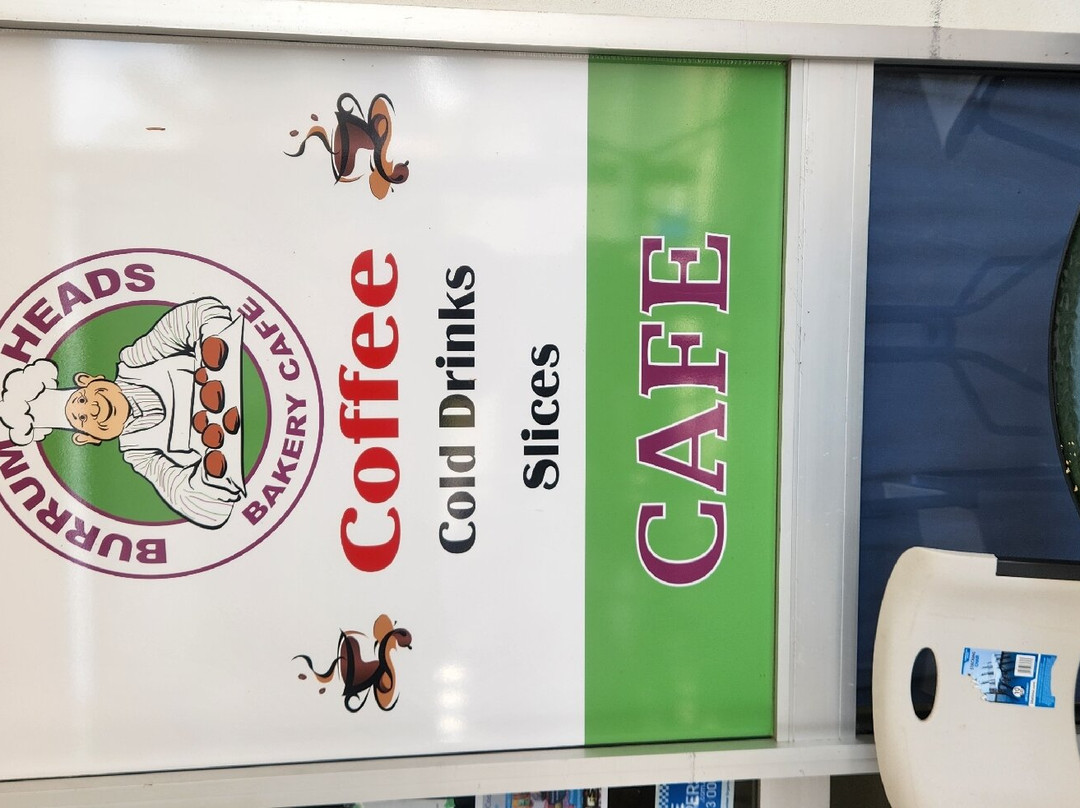 BURRUM HEADS
BAKERY CAFE
Coffee
Cold Drinks
Slices
CAFE